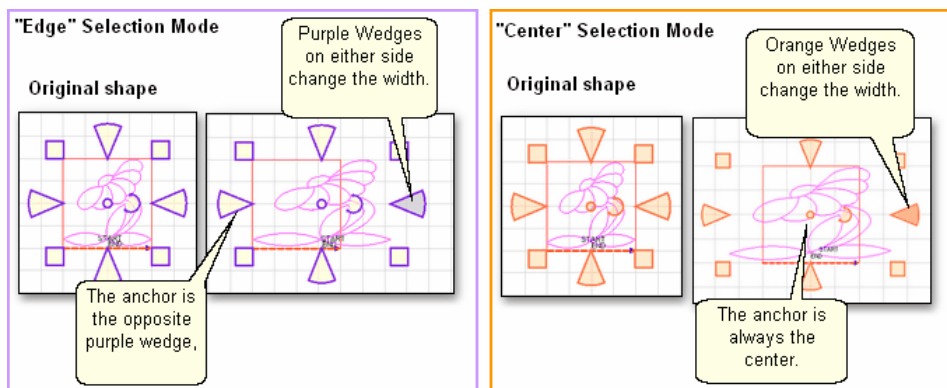 "Edge" Selection Mode
Purple Wedges
on either side
change the width.
Original shape
START
END
START
END
The anchor is
the opposite
purple wedge,
"Center" Selection Mode
Orange Wedges
on either side
change the width.
Original shape
START
END
START
END
The anchor is
always the
center.